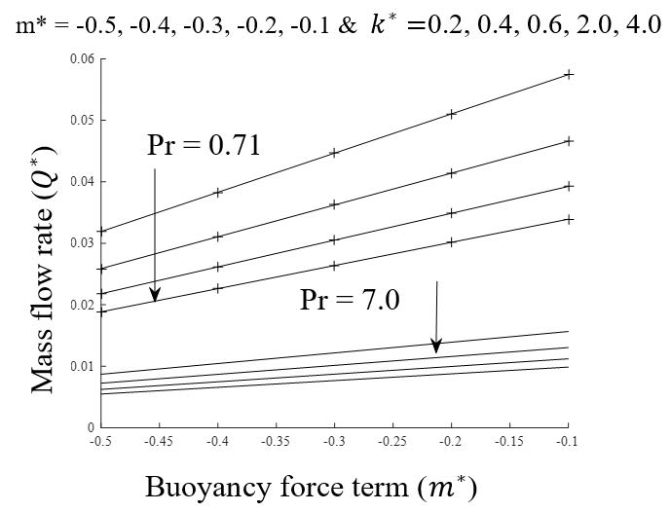 m* = -0.5, -0.4, -0.3, -0.2, -0.1 & k* =0.2, 0.4, 0.6, 2.0, 4.0
0.06
0.05
Pr = 0.71
0.04
Mass flow rate (Q*)
0.03
0.02
Pr = 7.0
0.01
0
-0.5 -0.45 -0.4 -0.35 -0.3 -0.25 -0.2 -0.15 -0.1
Buoyancy force term (m*)